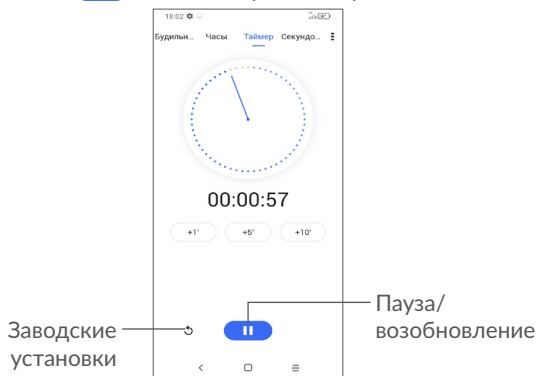 18:02
Будильн... Часы Таймер Секундо...
00:00:57
+1' +5' +10'
Пауза/
возобновление
Заводские
установки